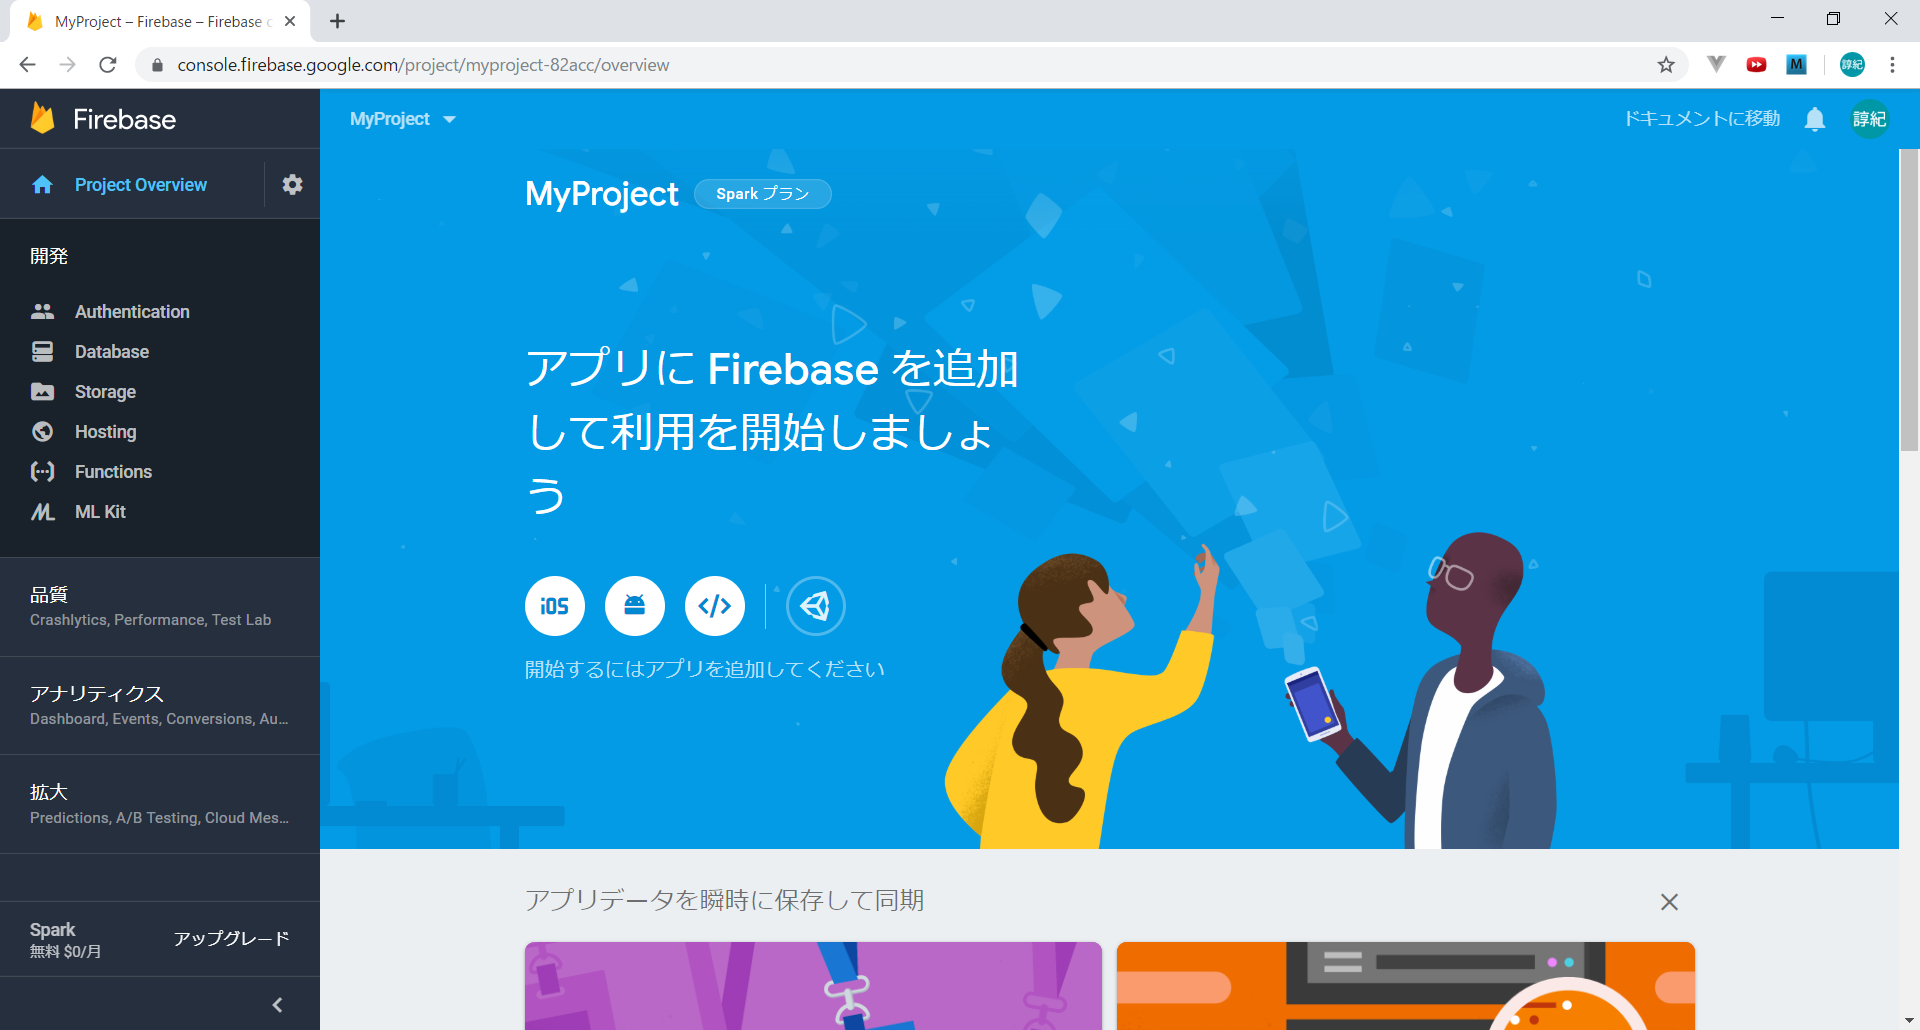 MyProject – Firebase – Firebase c
console.firebase.google.com/project/myproject-82acc/overview
M
諄紀
Firebase
MyProject
ドキュメントに移動
諄紀
Project Overview
MyProject
Spark プラン
開発
Authentication
Database
Storage
Hosting
Functions
ML Kit
アプリに Firebase を追加
して利用を開始しましょ
う
iOS
開始するにはアプリを追加してください
品質
Crashlytics, Performance, Test Lab
アナリティクス
Dashboard, Events, Conversions, Au...
拡大
Predictions, A/B Testing, Cloud Mes...
Spark
無料 $0/月
アップグレード
アプリデータを瞬時に保存して同期